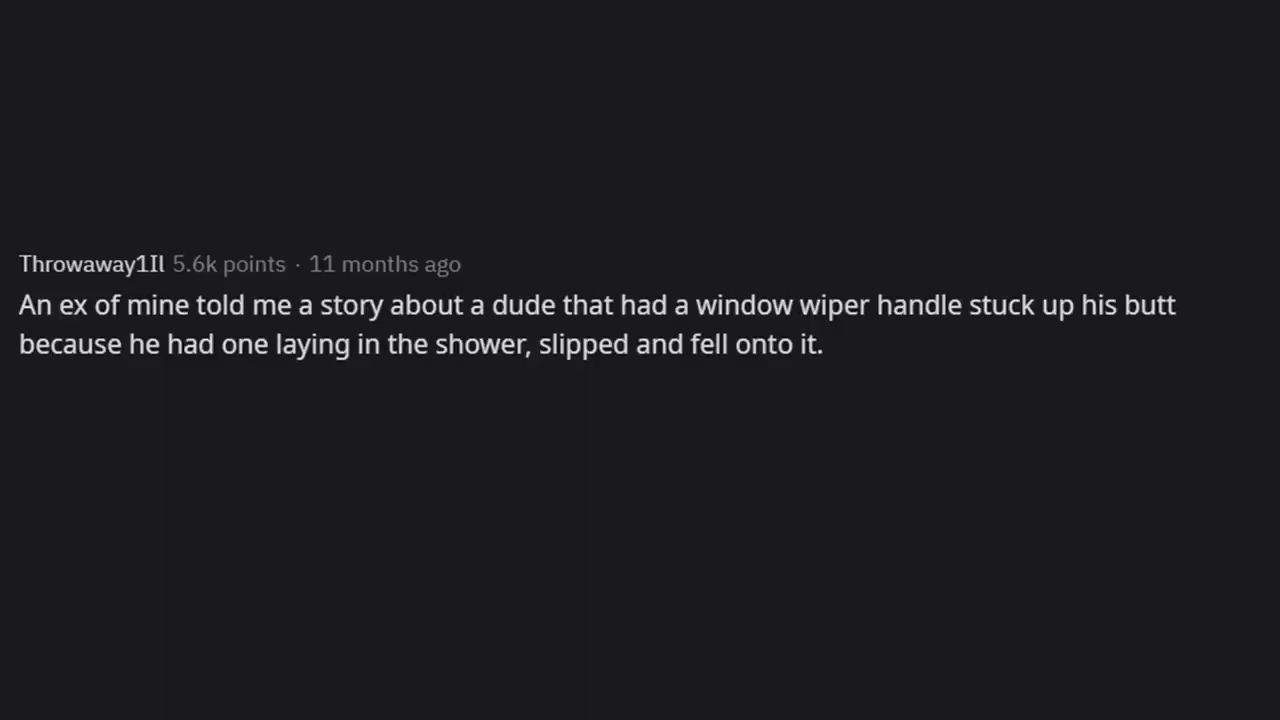 Throwaway1Il 5.6k points · 11 months ago
An ex of mine told me a story about a dude that had a window wiper handle stuck up his butt
because he had one laying in the shower, slipped and fell onto it.